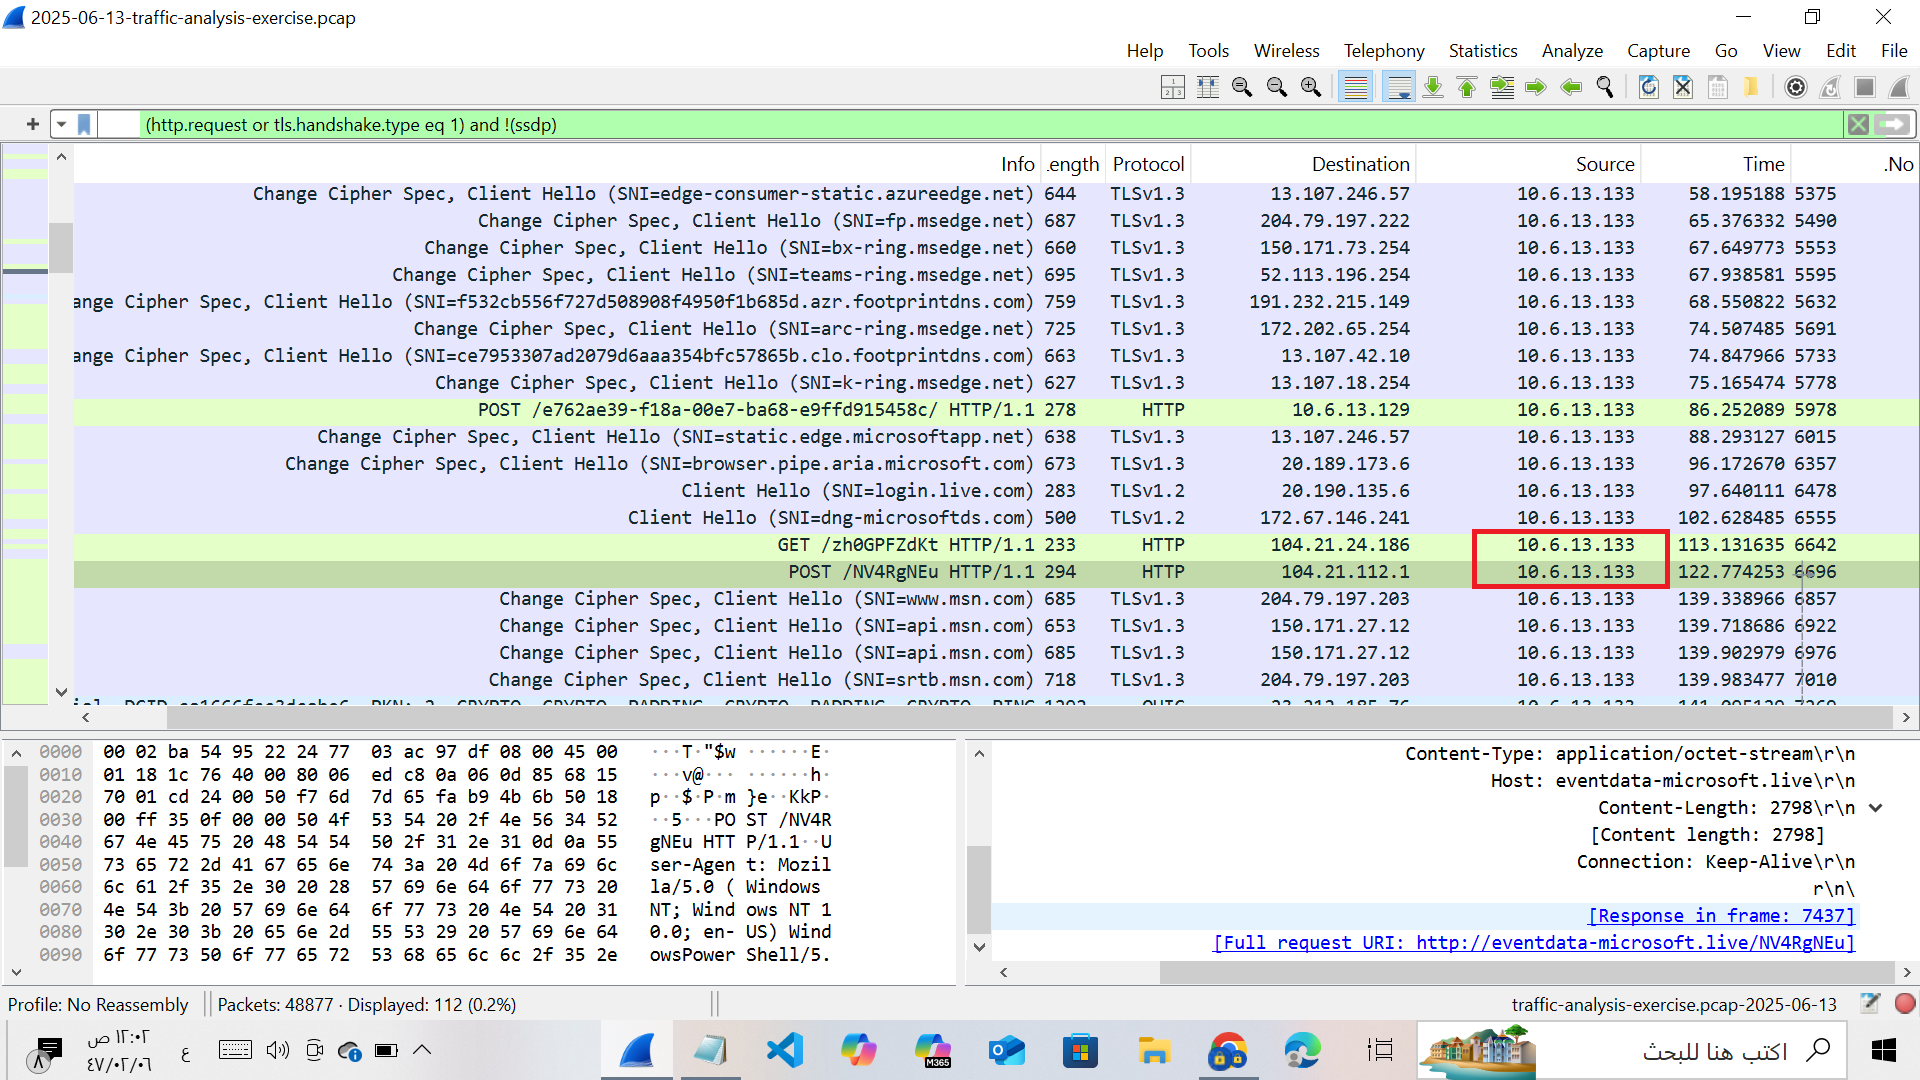 2025-06-13-traffic-analysis-exercise.pcap
Help Tools Wireless Telephony Statistics Analyze Capture Go View Edit File
(http.request or tls.handshake.type eq 1) and !(ssdp)
Info Length Protocol Destination Source Time No.
Change Cipher Spec, Client Hello (SNI=edge-consumer-static.azureedge.net) 644 TLSv1.3 13.107.246.57 10.6.13.133 58.195188 5375
Change Cipher Spec, Client Hello (SNI=fp.msedge.net) 687 TLSv1.3 204.79.197.222 10.6.13.133 65.376332 5490
Change Cipher Spec, Client Hello (SNI=bx-ring.msedge.net) 660 TLSv1.3 150.171.73.254 10.6.13.133 67.649773 5553
Change Cipher Spec, Client Hello (SNI=teams-ring.msedge.net) 695 TLSv1.3 52.113.196.254 10.6.13.133 67.938581 5595
ange Cipher Spec, Client Hello (SNI=f532cb556f727d508908f4950f1b685d.azr.footprintdns.com) 759 TLSv1.3 191.232.215.149 10.6.13.133 68.550822 5632
Change Cipher Spec, Client Hello (SNI=arc-ring.msedge.net) 725 TLSv1.3 172.202.65.254 10.6.13.133 74.507485 5691
ange Cipher Spec, Client Hello (SNI=ce7953307ad2079d6aaa354bfc57865b.clo.footprintdns.com) 663 TLSv1.3 13.107.42.10 10.6.13.133 74.847966 5733
Change Cipher Spec, Client Hello (SNI=k-ring.msedge.net) 627 TLSv1.3 13.107.18.254 10.6.13.133 75.165474 5778
POST /e762ae39-f18a-00e7-ba68-e9ffd915458c/ HTTP/1.1 278 HTTP 10.6.13.129 10.6.13.133 86.252089 5978
Change Cipher Spec, Client Hello (SNI=static.edge.microsoftapp.net) 638 TLSv1.3 13.107.246.57 10.6.13.133 88.293127 6015
Change Cipher Spec, Client Hello (SNI=browser.pipe.aria.microsoft.com) 673 TLSv1.3 20.189.173.6 10.6.13.133 96.172670 6357
Client Hello (SNI=login.live.com) 283 TLSv1.2 20.190.135.6 10.6.13.133 97.640111 6478
Client Hello (SNI=dng-microsoftds.com) 500 TLSv1.2 172.67.146.241 10.6.13.133 102.628485 6555
GET /zh0GPFZdKt HTTP/1.1 233 HTTP 104.21.24.186 10.6.13.133 113.131635 6642
POST /NV4RgNEu HTTP/1.1 294 HTTP 104.21.112.1 10.6.13.133 122.774253 6696
Change Cipher Spec, Client Hello (SNI=www.msn.com) 685 TLSv1.3 204.79.197.203 10.6.13.133 139.338966 6857
Change Cipher Spec, Client Hello (SNI=api.msn.com) 653 TLSv1.3 150.171.27.12 10.6.13.133 139.718686 6922
Change Cipher Spec, Client Hello (SNI=api.msn.com) 685 TLSv1.3 150.171.27.12 10.6.13.133 139.902979 6976
Change Cipher Spec, Client Hello (SNI=srtb.msn.com) 718 TLSv1.3 204.79.197.203 10.6.13.133 139.983477 7010
0000 00 02 ba 54 95 22 24 77 03 ac 97 df 08 00 45 00 ···T·"$w ······E·
0010 01 18 1c 76 40 00 80 06 ed c8 0a 06 0d 85 68 15 ···v@··· ······h·
0020 70 01 cd 24 00 50 f7 6d 7d 65 fa b9 4b 6b 50 18 p··$·P·m }e··KkP·
0030 00 ff 35 0f 00 00 50 4f 53 54 20 2f 4e 56 34 52 ··5···PO ST /NV4R
0040 67 4e 45 75 20 48 54 54 50 2f 31 2e 31 0d 0a 55 gNEu HTT P/1.1··U
0050 73 65 72 2d 41 67 65 6e 74 3a 20 4d 6f 7a 69 6c ser-Agen t: Mozil
0060 6c 61 2f 35 2e 30 20 28 57 69 6e 64 6f 77 73 20 la/5.0 ( Windows
0070 4e 54 3b 20 57 69 6e 64 6f 77 73 20 4e 54 20 31 NT; Wind ows NT 1
0080 30 2e 30 3b 20 65 6e 2d 55 53 29 20 57 69 6e 64 0.0; en- US) Wind
0090 6f 77 73 50 6f 77 65 72 53 68 65 6c 6c 2f 35 2e owsPower Shell/5.
Content-Type: application/octet-stream\r\n
Host: eventdata-microsoft.live\r\n
Content-Length: 2798\r\n
[Content length: 2798]
Connection: Keep-Alive\r\n
r\n\
[Response in frame: 7437]
[Full request URI: http://eventdata-microsoft.live/NV4RgNEu]
Profile: No Reassembly Packets: 48877 · Displayed: 112 (0.2%) traffic-analysis-exercise.pcap-2025-06-13
١٢:٠٢ ص
٤٧/٠٢/٠٦
٨
ع
M365
اكتب هنا للبحث